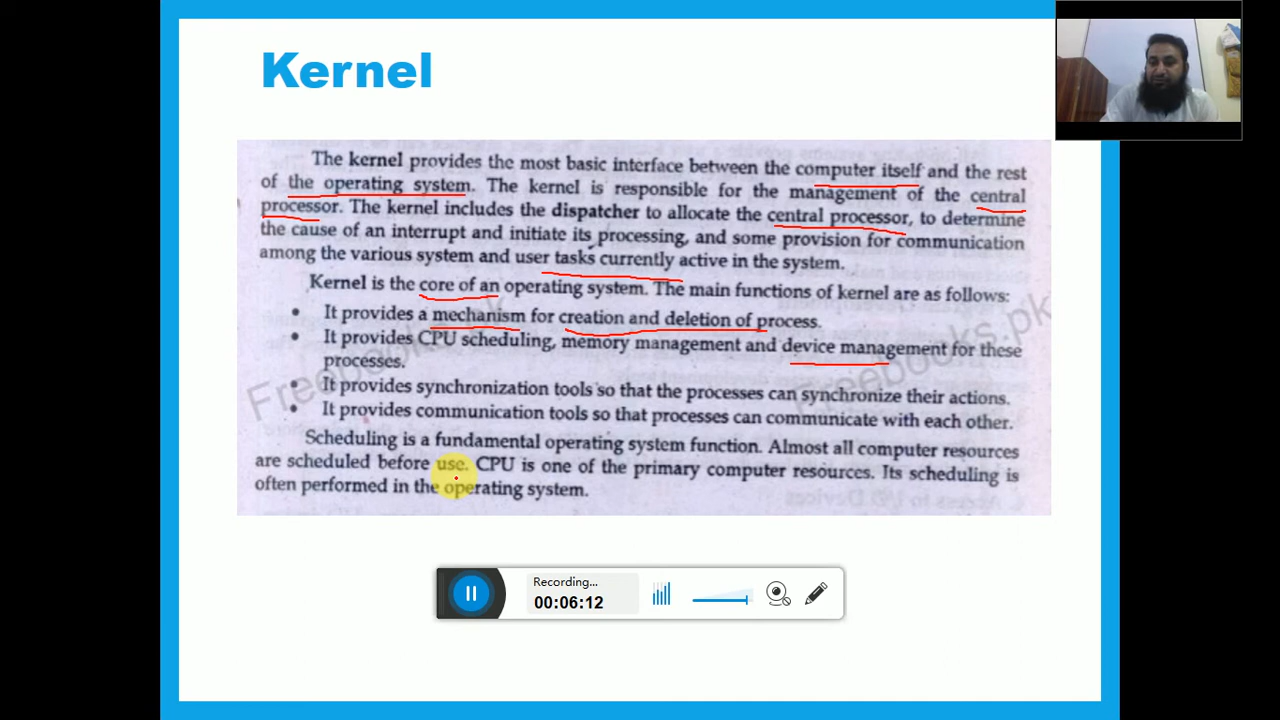 Kernel
The kernel provides the most basic interface between the computer itself and the rest
of the operating system. The kernel is responsible for the management of the central
processor. The kernel includes the dispatcher to allocate the central processor, to determine
the cause of an interrupt and initiate its processing, and some provision for communication
among the various system and user tasks currently active in the system.
Kernel is the core of an operating system. The main functions of kernel are as follows:
• It provides a mechanism for creation and deletion of process.
• It provides CPU scheduling, memory management and device management for these
processes.
• It provides synchronization tools so that the processes can synchronize their actions.
• It provides communication tools so that processes can communicate with each other.
Scheduling is a fundamental operating system function. Almost all computer resources
are scheduled before use. CPU is one of the primary computer resources. Its scheduling is
often performed in the operating system.
Freebooks.pk
Freebooks.pk
Recording...
00:06:12